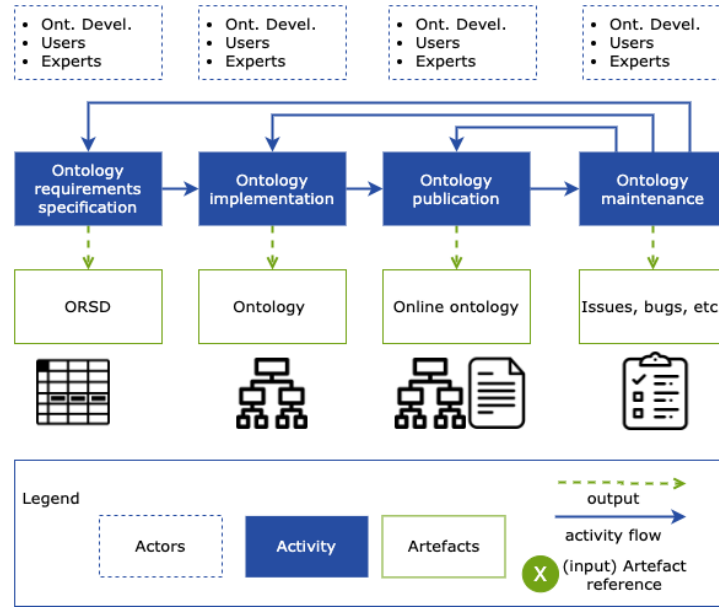 • Ont. Devel.
• Users
• Experts
• Ont. Devel.
• Users
• Experts
• Ont. Devel.
• Users
• Experts
• Ont. Devel.
• Users
• Experts
Ontology
requirements
specification
Ontology
implementation
Ontology
publication
Ontology
maintenance
ORSD
Ontology
Online ontology
Issues, bugs, etc
Legend
Actors
Activity
Artefacts
output
activity flow
X
(input) Artefact
reference